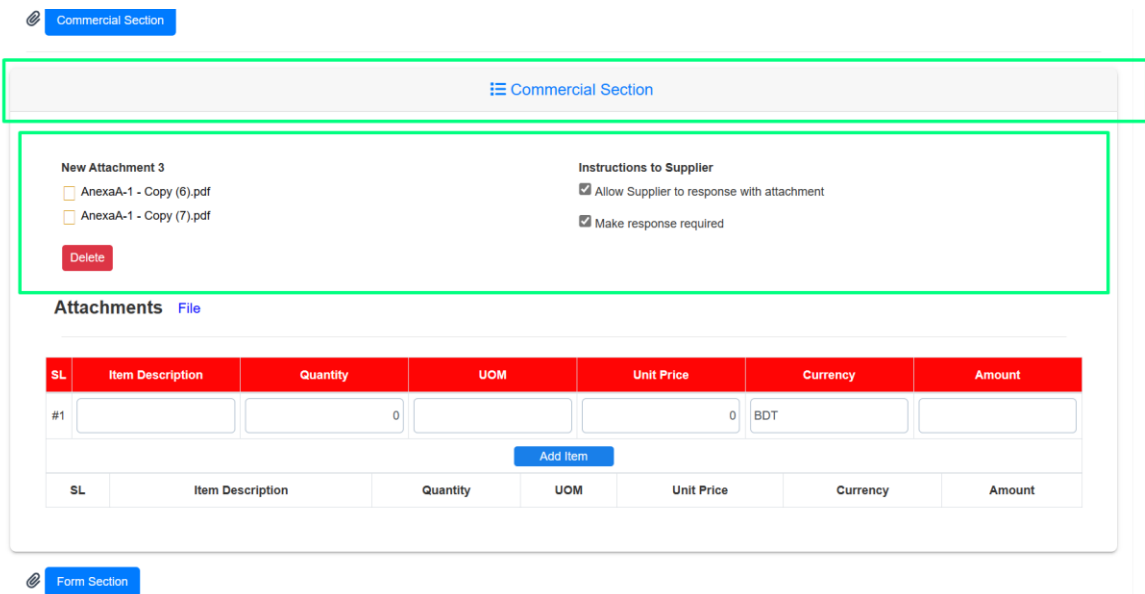 Commercial Section
Commercial Section
New Attachment 3
AnexaA-1 - Copy (6).pdf
AnexaA-1 - Copy (7).pdf
Delete
Instructions to Supplier
Allow Supplier to response with attachment
Make response required
Attachments File
SL Item Description Quantity UOM Unit Price Currency Amount
#1 0 0 BDT
Add Item
SL Item Description Quantity UOM Unit Price Currency Amount
Form Section